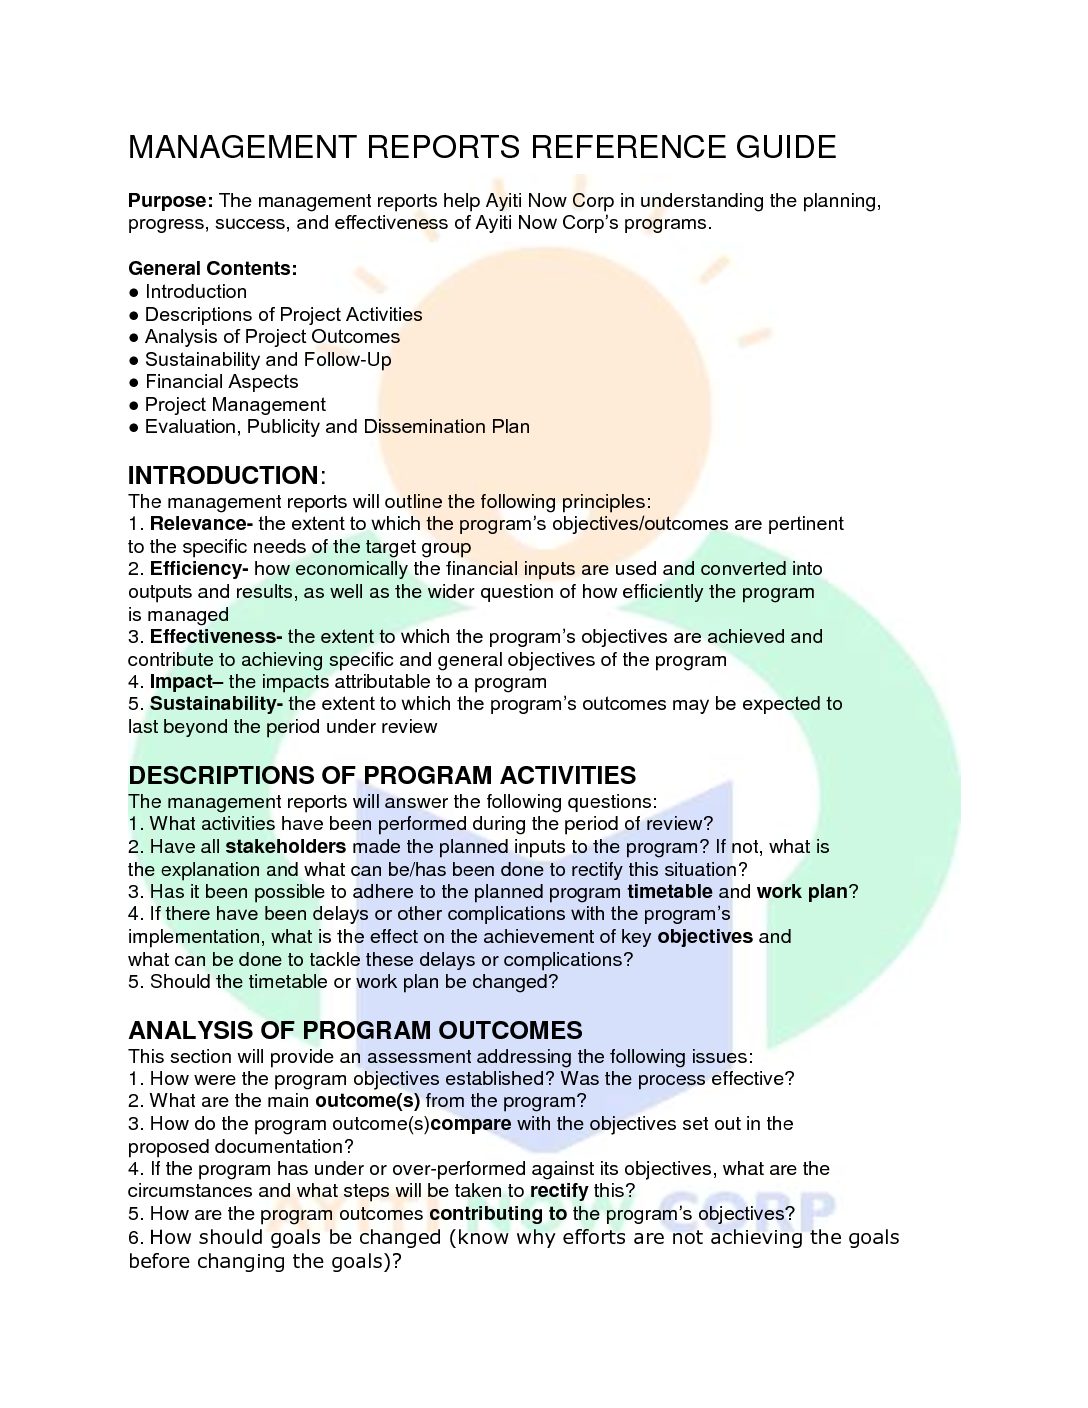 MANAGEMENT REPORTS REFERENCE GUIDE
Purpose: The management reports help Ayiti Now Corp in understanding the planning,
progress, success, and effectiveness of Ayiti Now Corp's programs.
General Contents:
● Introduction
● Descriptions of Project Activities
● Analysis of Project Outcomes
● Sustainability and Follow-Up
● Financial Aspects
● Project Management
● Evaluation, Publicity and Dissemination Plan
INTRODUCTION:
The management reports will outline the following principles:
1. Relevance- the extent to which the program's objectives/outcomes are pertinent
to the specific needs of the target group
2. Efficiency- how economically the financial inputs are used and converted into
outputs and results, as well as the wider question of how efficiently the program
is managed
3. Effectiveness- the extent to which the program's objectives are achieved and
contribute to achieving specific and general objectives of the program
4. Impact– the impacts attributable to a program
5. Sustainability- the extent to which the program's outcomes may be expected to
last beyond the period under review
DESCRIPTIONS OF PROGRAM ACTIVITIES
The management reports will answer the following questions:
1. What activities have been performed during the period of review?
2. Have all stakeholders made the planned inputs to the program? If not, what is
the explanation and what can be/has been done to rectify this situation?
3. Has it been possible to adhere to the planned program timetable and work plan?
4. If there have been delays or other complications with the program's
implementation, what is the effect on the achievement of key objectives and
what can be done to tackle these delays or complications?
5. Should the timetable or work plan be changed?
ANALYSIS OF PROGRAM OUTCOMES
This section will provide an assessment addressing the following issues:
1. How were the program objectives established? Was the process effective?
2. What are the main outcome(s) from the program?
3. How do the program outcome(s)compare with the objectives set out in the
proposed documentation?
4. If the program has under or over-performed against its objectives, what are the
circumstances and what steps will be taken to rectify this?
5. How are the program outcomes contributing to the program's objectives?
6. How should goals be changed (know why efforts are not achieving the goals
before changing the goals)?
AYITI NOW CORP